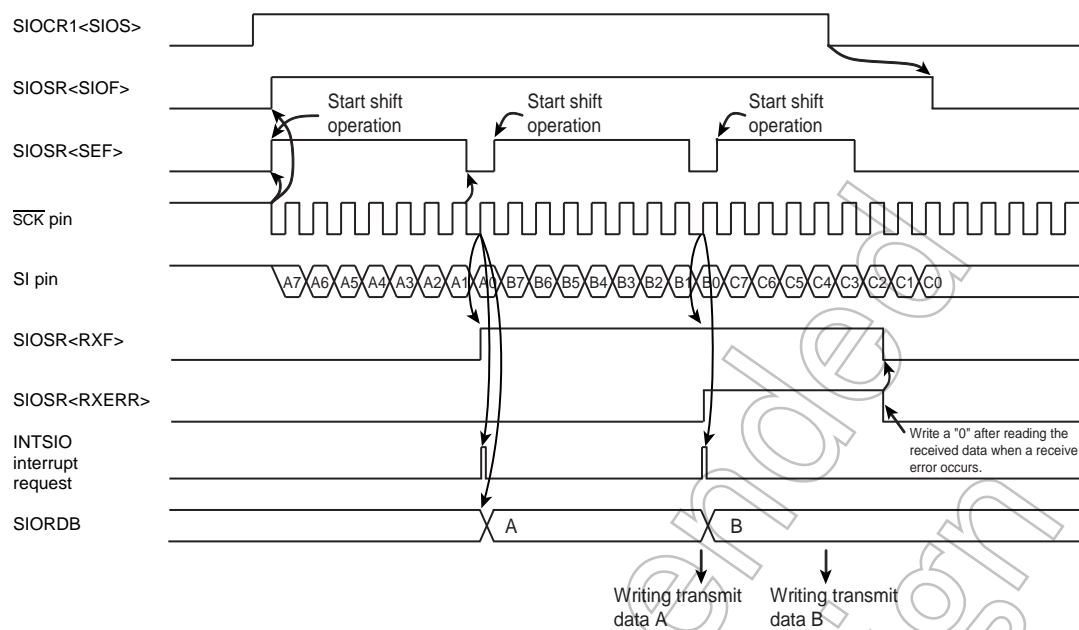 SIOCR1<SIOS>
SIOSR<SIOF>
Start shift
operation
Start shift
operation
Start shift
operation
SIOSR<SEF>
SCK pin
SI pin
A7 A6 A5 A4 A3 A2 A1 A0 B7 B6 B5 B4 B3 B2 B1 B0 C7 C6 C5 C4 C3 C2 C1 C0
SIOSR<RXF>
SIOSR<RXERR>
Write a "0" after reading the
received data when a receive
error occurs.
INTSIO
interrupt
request
SIORDB
A
B
Writing transmit
data A
Writing transmit
data B
ended
ign